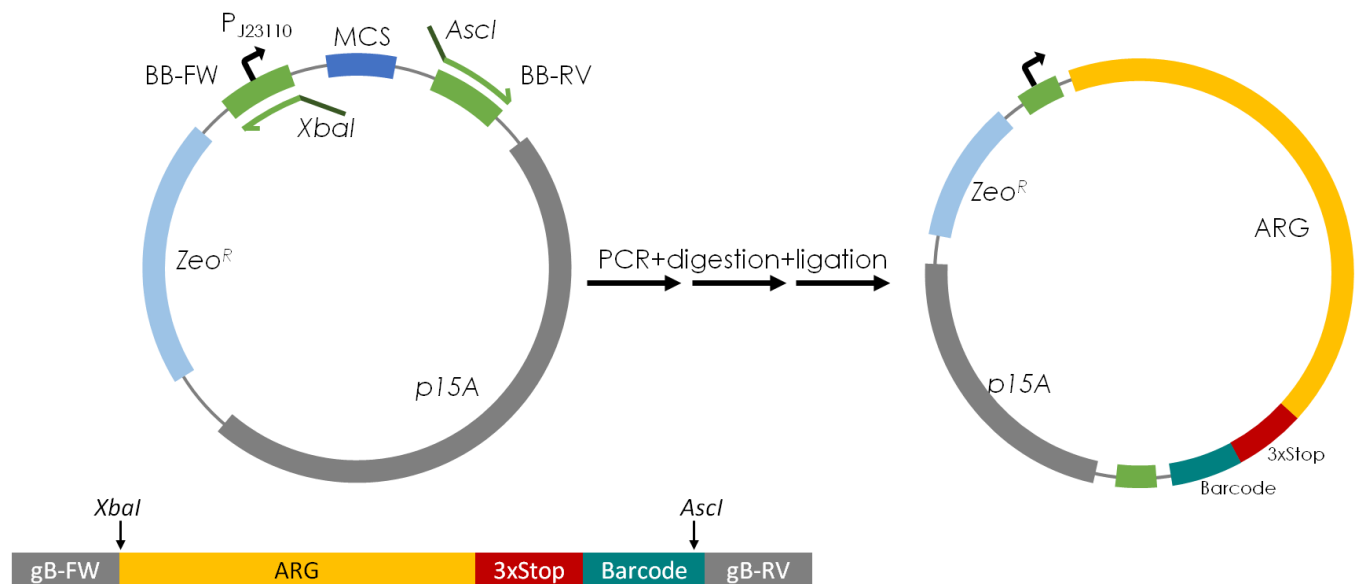 PJ23110
MCS
AscI
BB-FW
BB-RV
XbaI
ZeoR
p15A
PCR+digestion+ligation
ZeoR
ARG
p15A
3xStop
Barcode
XbaI
AscI
gB-FW ARG 3xStop Barcode gB-RV